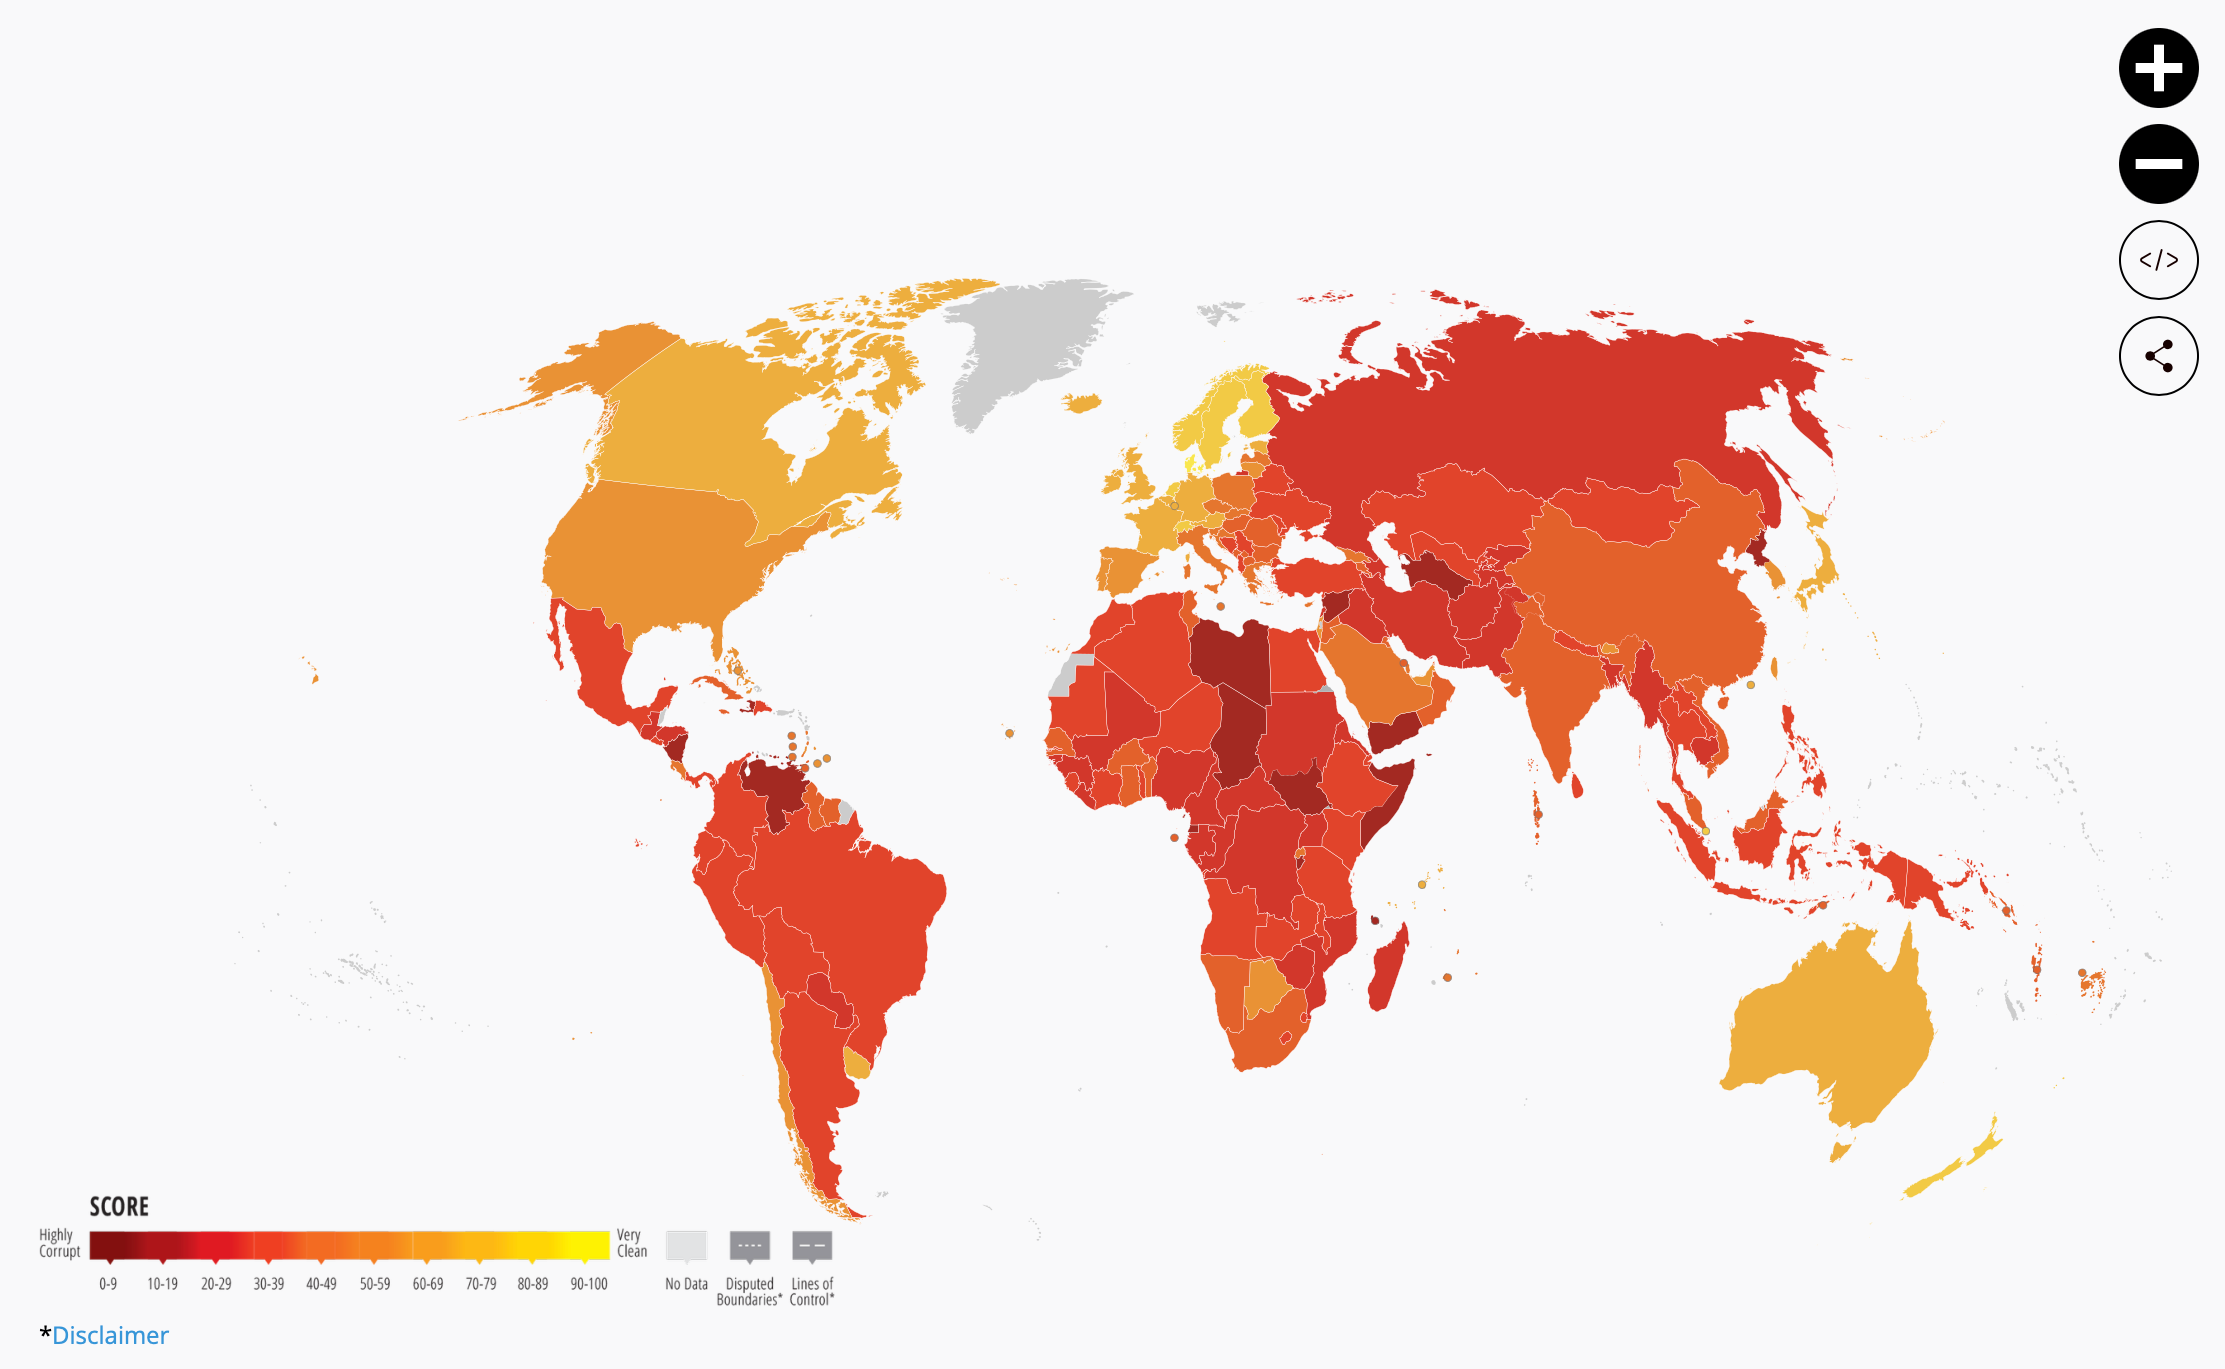 </>
SCORE
Highly
Corrupt
Very
Clean
0-9 10-19 20-29 30-39 40-49 50-59 60-69 70-79 80-89 90-100
No Data
Disputed
Boundaries*
Lines of
Control*
*Disclaimer